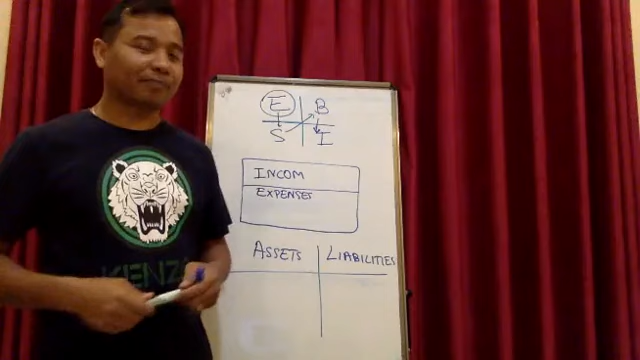 E B
S I
INCOM
EXPENSES
ASSETS LIABILITIES
KENZO